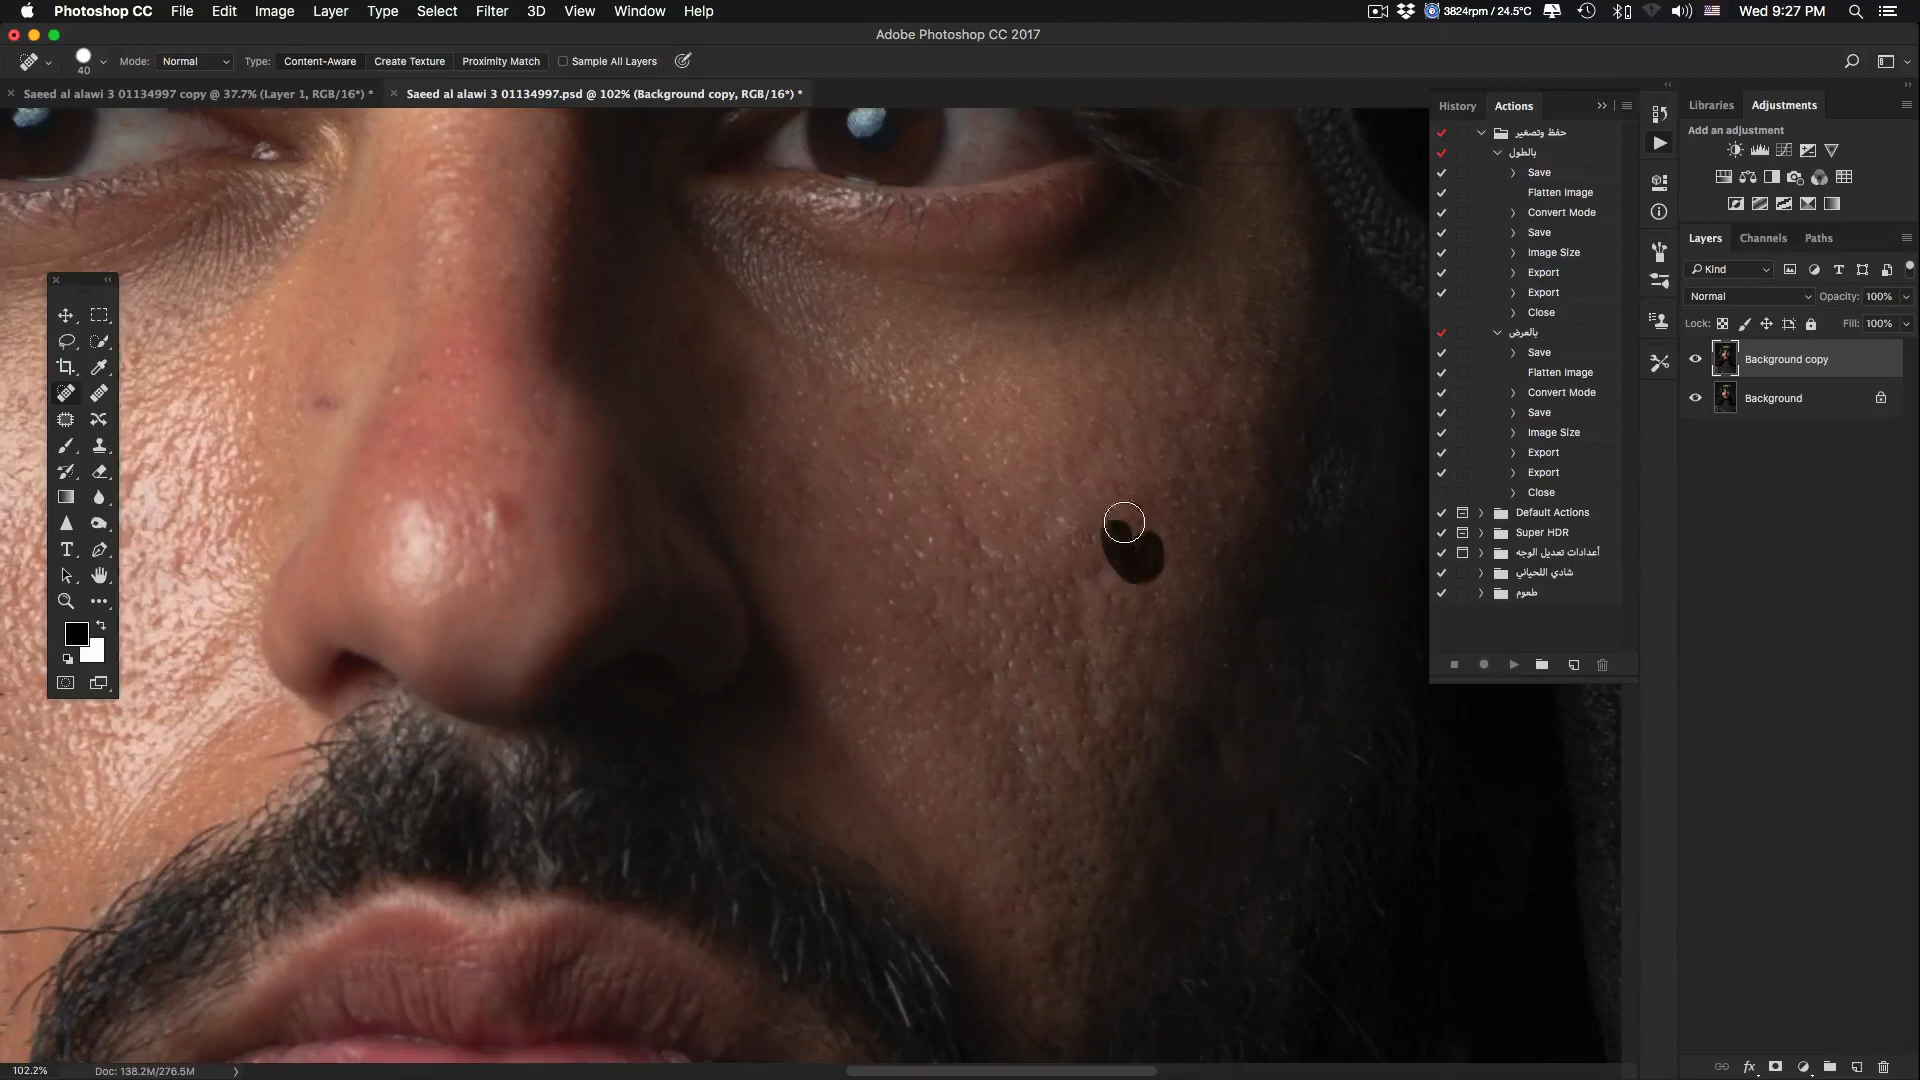 Photoshop CC File Edit Image Layer Type Select Filter 3D View Window Help 3824rpm / 24.5°C Wed 9:27 PM
Adobe Photoshop CC 2017
40 Mode: Normal Type: Content-Aware Create Texture Proximity Match Sample All Layers
Saeed al alawi 3 01134997 copy @ 37.7% (Layer 1, RGB/16*) * Saeed al alawi 3 01134997.psd @ 102% (Background copy, RGB/16*) *
History Actions
حفظ وتصغير
بالطول
Save
Flatten Image
Convert Mode
Save
Image Size
Export
Export
Close
بالعرض
Save
Flatten Image
Convert Mode
Save
Image Size
Export
Export
Close
Default Actions
Super HDR
أعدادات تعديل الوجه
شادي اللحياني
طعوم
Libraries Adjustments
Add an adjustment
Layers Channels Paths
Kind
Normal Opacity: 100%
Lock: Fill: 100%
Background copy
Background
fx
102.2% Doc: 138.2M/276.5M